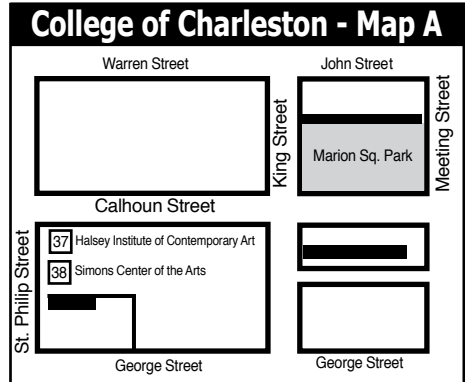 College of Charleston - Map A
Warren Street
John Street
King Street
Meeting Street
Marion Sq. Park
Calhoun Street
St. Philip Street
37 Halsey Institute of Contemporary Art
38 Simons Center of the Arts
George Street
George Street